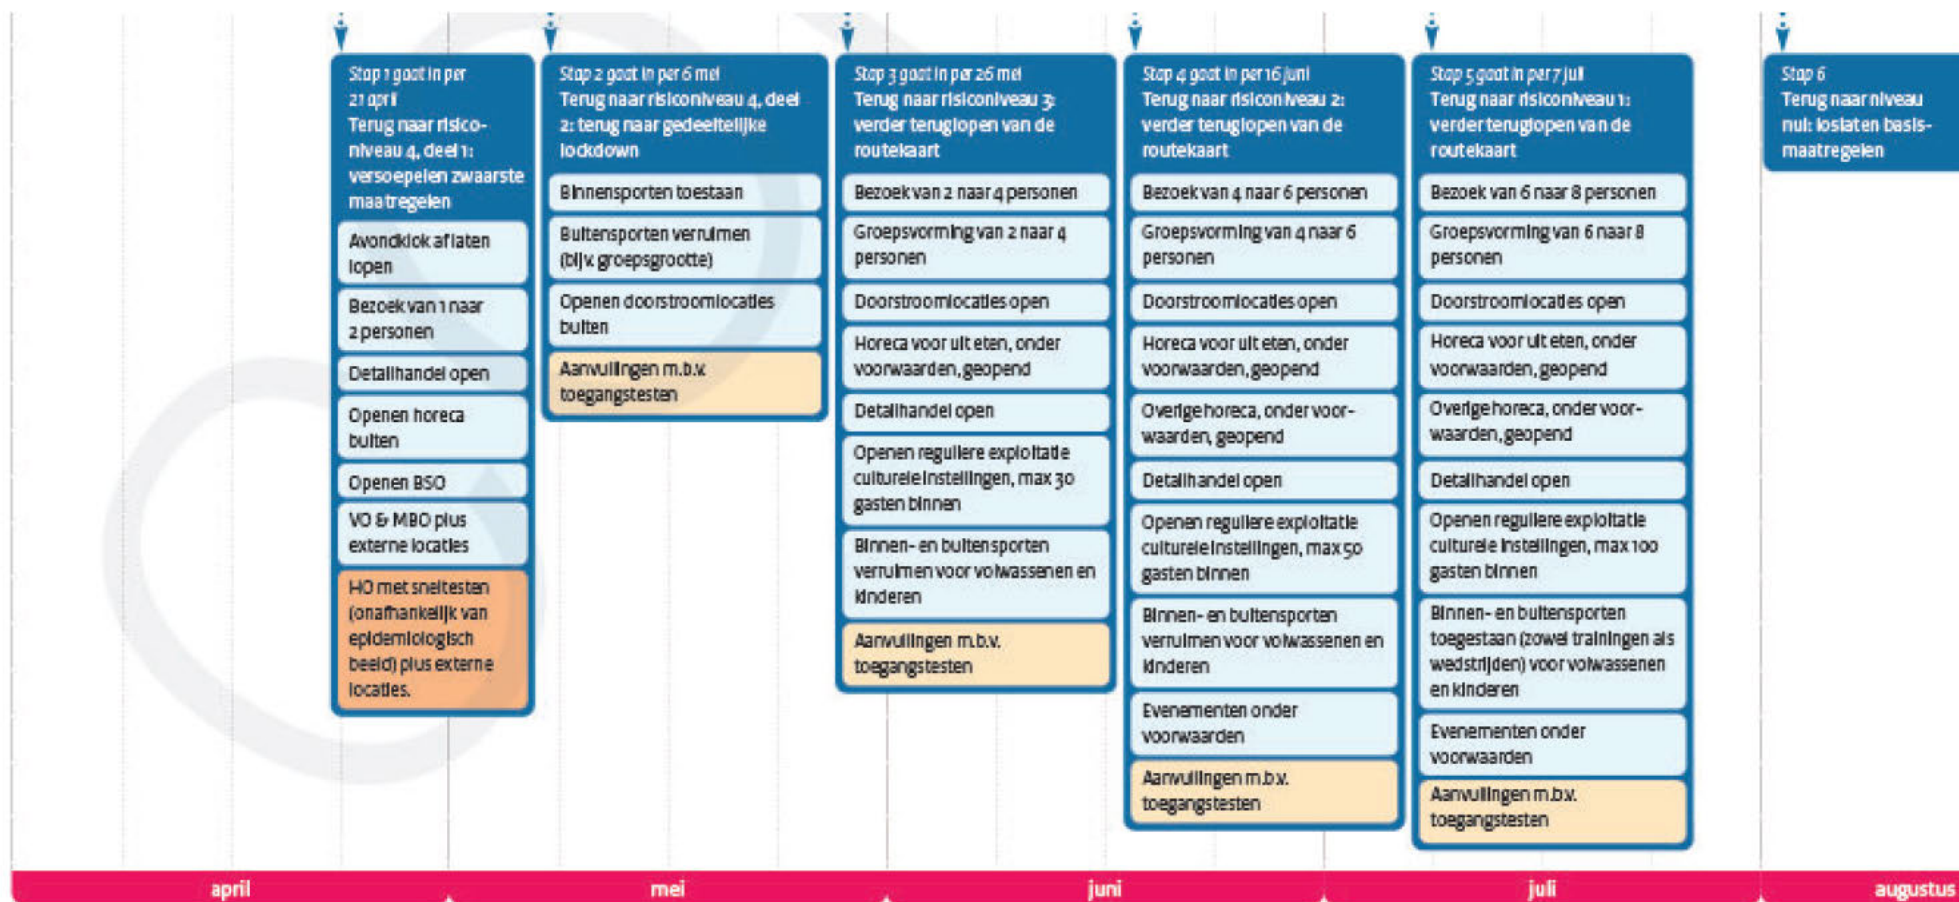 Stap 1 gaat in per
21 april
Terug naar risico-
niveau 4, deel 1:
versoepelen zwaarste
maatregelen
Avondklok af laten
lopen
Bezoek van 1 naar
2 personen
Detailhandel open
Openen horeca
buiten
Openen BSO
VO & MBO plus
externe locaties
HO met sneltesten
(onafhankelijk van
epidemiologisch
beeld) plus externe
locaties.
Stap 2 gaat in per 6 mei
Terug naar risiconiveau 4, deel
2: terug naar gedeeltelijke
lockdown
Binnensporten toestaan
Buitensporten verruimen
(bijv. groepsgrootte)
Openen doorstroomlocaties
buiten
Aanvullingen m.b.v.
toegangstesten
Stap 3 gaat in per 26 mei
Terug naar risiconiveau 3:
verder teruglopen van de
routekaart
Bezoek van 2 naar 4 personen
Groepsvorming van 2 naar 4
personen
Doorstroomlocaties open
Horeca voor uit eten, onder
voorwaarden, geopend
Detailhandel open
Openen reguliere exploitatie
culturele instellingen, max 30
gasten binnen
Binnen- en buitensporten
verruimen voor volwassenen en
kinderen
Aanvullingen m.b.v.
toegangstesten
Stap 4 gaat in per 16 juni
Terug naar risiconiveau 2:
verder teruglopen van de
routekaart
Bezoek van 4 naar 6 personen
Groepsvorming van 4 naar 6
personen
Doorstroomlocaties open
Horeca voor uit eten, onder
voorwaarden, geopend
Overige horeca, onder voor-
waarden, geopend
Detailhandel open
Openen reguliere exploitatie
culturele instellingen, max 50
gasten binnen
Binnen- en buitensporten
verruimen voor volwassenen en
kinderen
Evenementen onder
voorwaarden
Aanvullingen m.b.v.
toegangstesten
Stap 5 gaat in per 7 juli
Terug naar risiconiveau 1:
verder teruglopen van de
routekaart
Bezoek van 6 naar 8 personen
Groepsvorming van 6 naar 8
personen
Doorstroomlocaties open
Horeca voor uit eten, onder
voorwaarden, geopend
Overige horeca, onder voor-
waarden, geopend
Detailhandel open
Openen reguliere exploitatie
culturele instellingen, max 100
gasten binnen
Binnen- en buitensporten
toegestaan (zowel trainingen als
wedstrijden) voor volwassenen
en kinderen
Evenementen onder
voorwaarden
Aanvullingen m.b.v.
toegangstesten
Stap 6
Terug naar niveau
nul: loslaten basis-
maatregelen
april
mei
juni
juli
augustus